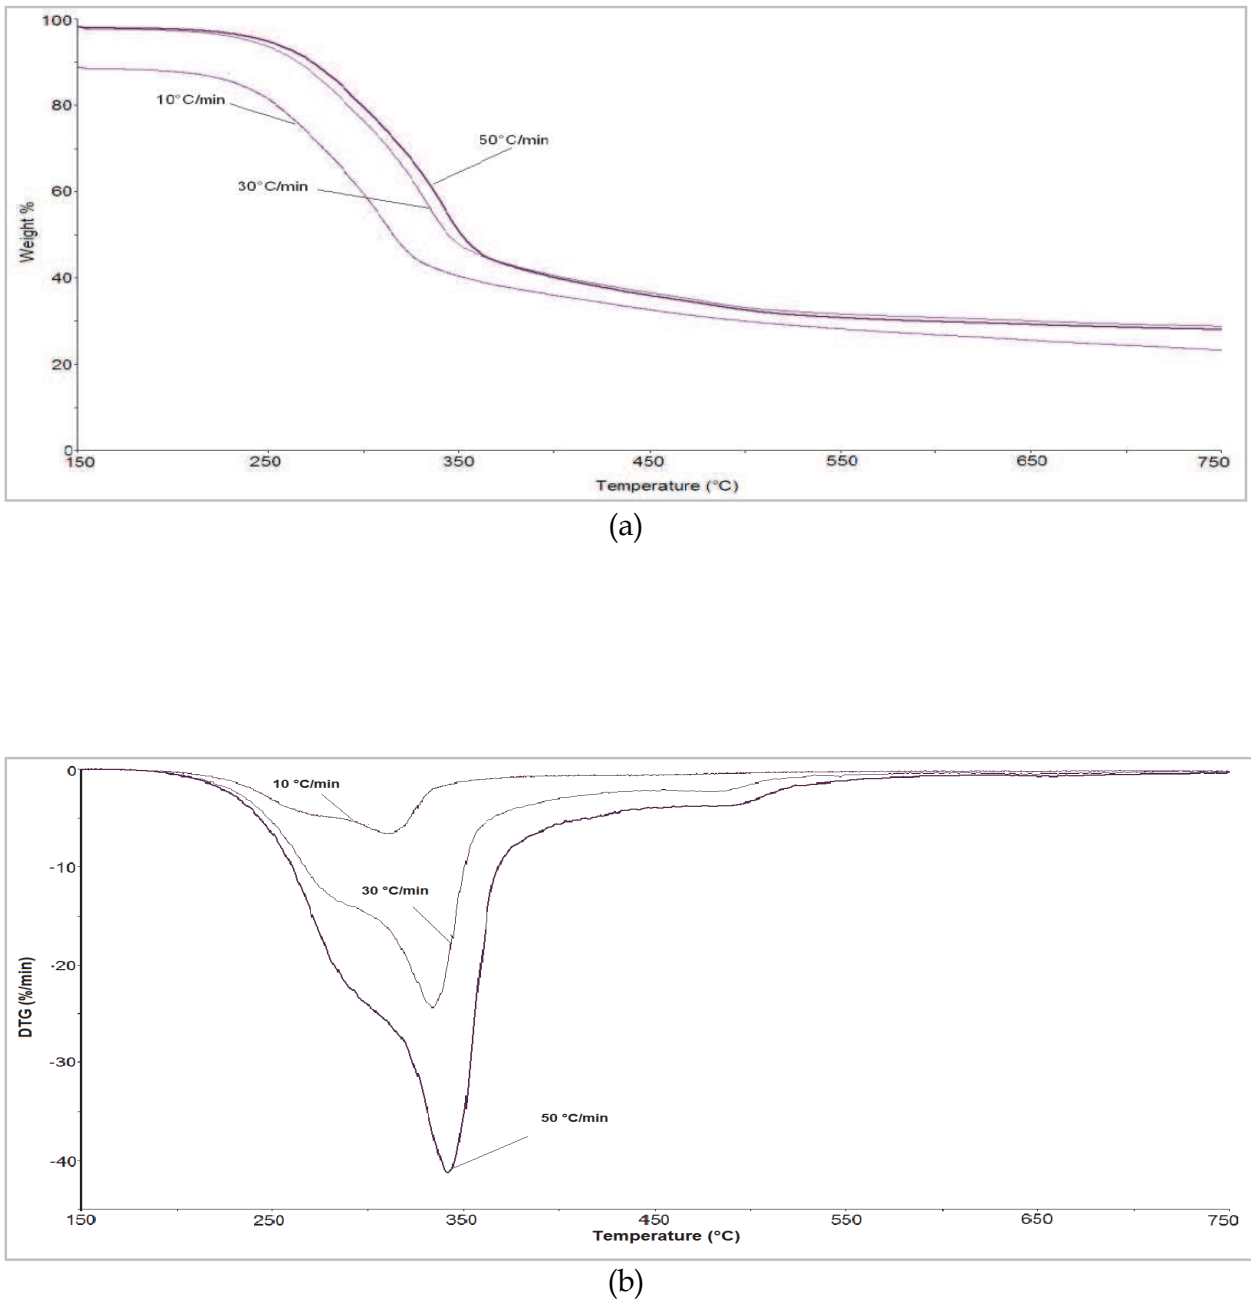 100
80
60
40
20
0
Weight %
10°C/min
50°C/min
30°C/min
150 250 350 450 550 650 750
Temperature (°C)
(a)
0
-10
-20
-30
-40
DTG (%/min)
10 °C/min
30 °C/min
50 °C/min
150 250 350 450 550 650 750
Temperature (°C)
(b)